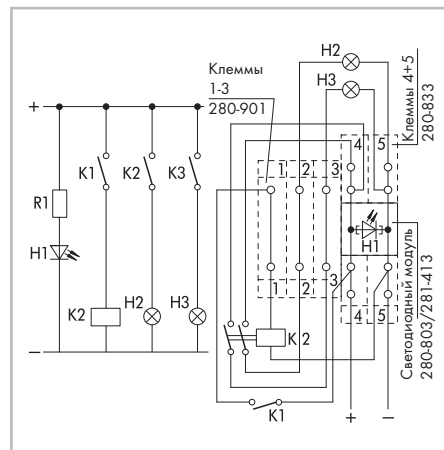 +
R1
H1
K1
K2
K3
K2
H2
H3
−
Клеммы
1-3
280-901
H2
H3
Клеммы 4+5
280-833
1
2
3
4
5
H1
Светодиодный модуль
280-803/281-413
1
2
3
4
5
K 2
K1
+
−